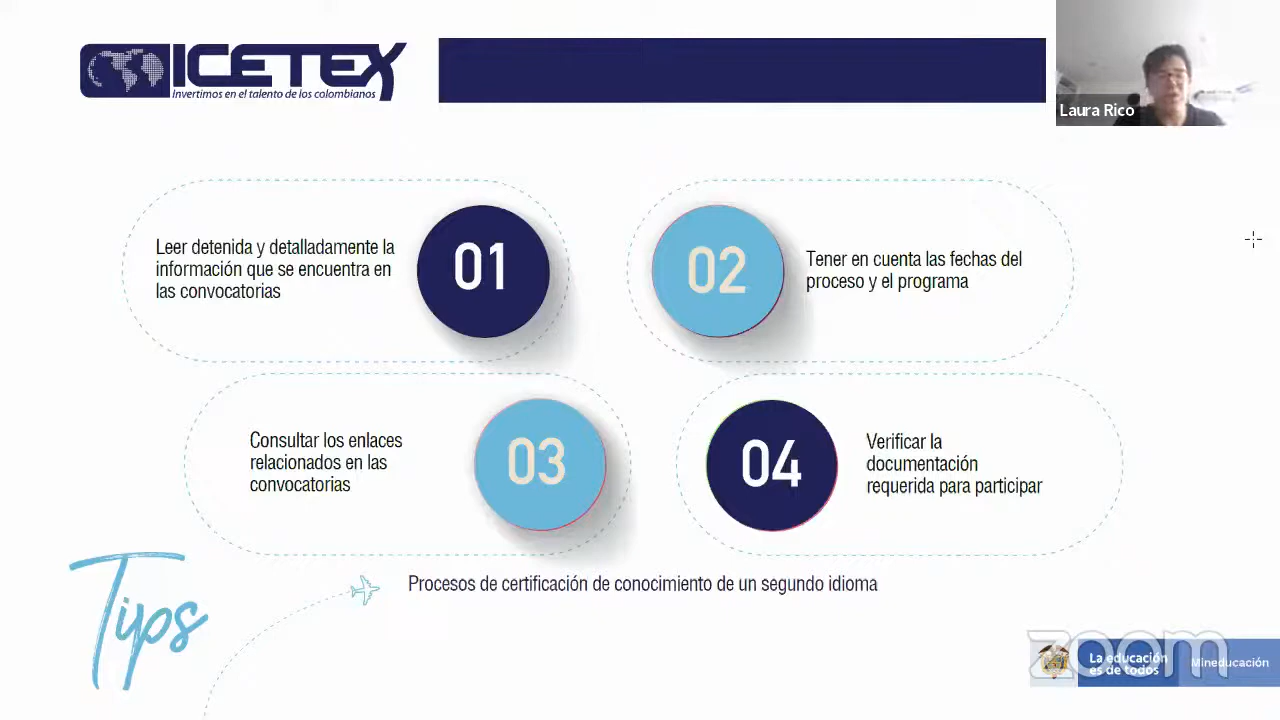 ICETEX
Invertimos en el talento de los colombianos
Laura Rico
Leer detenida y detalladamente la
información que se encuentra en
las convocatorias
01
02
Tener en cuenta las fechas del
proceso y el programa
Consultar los enlaces
relacionados en las
convocatorias
03
04
Verificar la
documentación
requerida para participar
Tips
Procesos de certificación de conocimiento de un segundo idioma
zoom
La educación
es de todos
Mineducación